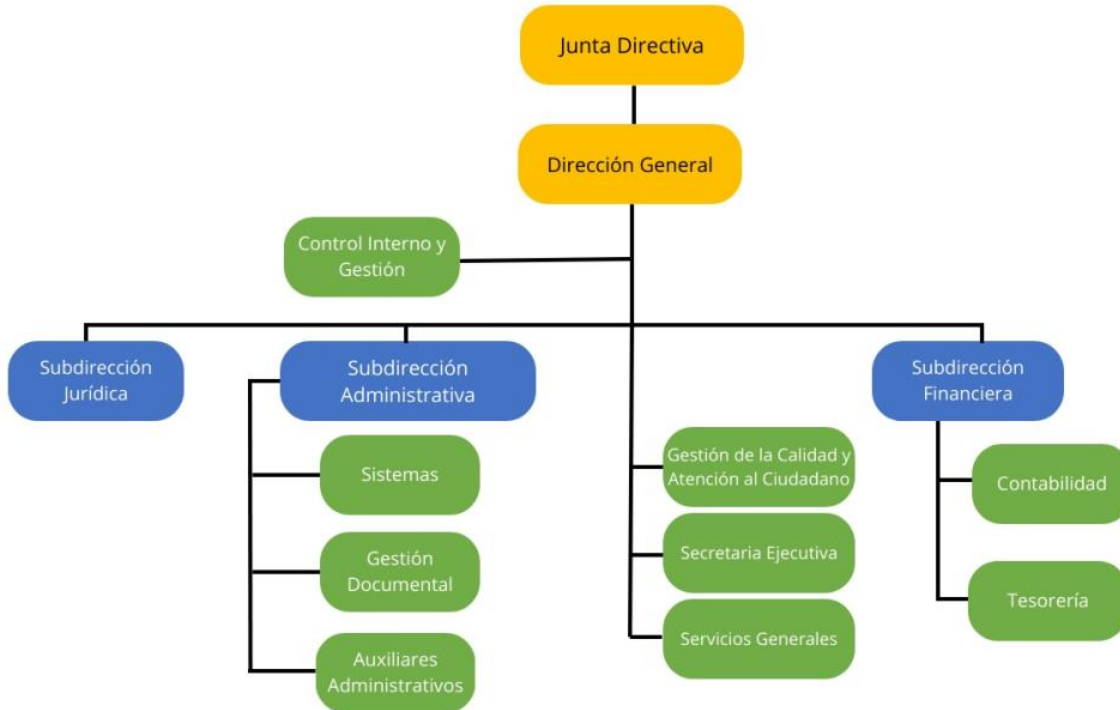 Junta Directiva
Dirección General
Control Interno y
Gestión
Subdirección
Jurídica
Subdirección
Administrativa
Subdirección
Financiera
Sistemas
Gestión
Documental
Auxiliares
Administrativos
Gestión de la Calidad y
Atención al Ciudadano
Secretaria Ejecutiva
Servicios Generales
Contabilidad
Tesorería